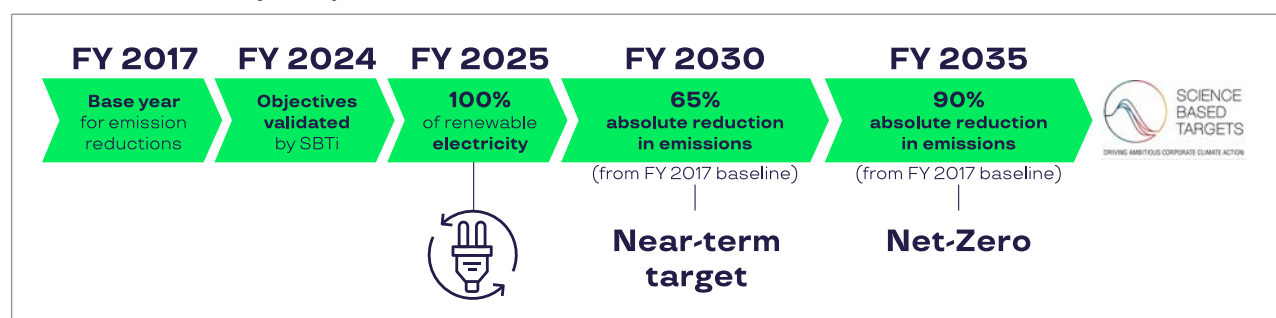 FY 2017
Base year
for emission
reductions
FY 2024
Objectives
validated
by SBTi
FY 2025
100%
of renewable
electricity
FY 2030
65%
absolute reduction
in emissions
(from FY 2017 baseline)
Near-term
target
FY 2035
90%
absolute reduction
in emissions
(from FY 2017 baseline)
Net-Zero
SCIENCE
BASED
TARGETS
DRIVING AMBITIOUS CORPORATE CLIMATE ACTION